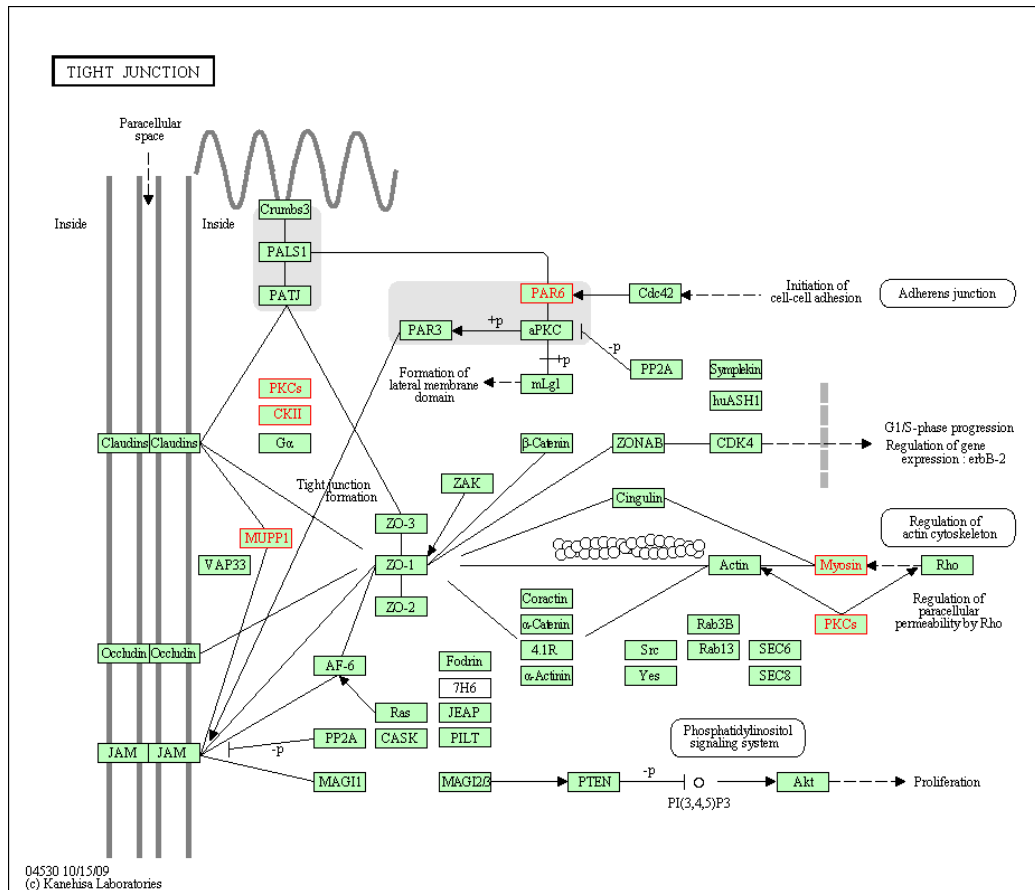 TIGHT JUNCTION
Paracellular
space
Inside
Inside
Crumbs3
PALS1
PATJ
PAR6
Cdc42
Initiation of
cell-cell adhesion
Adherens junction
PAR3
+p
aPKC
-p
+p
PP2A
Symplekin
Formation of
lateral membrane
domain
mLgl
huASH1
PKCs
CKII
Gα
Claudins
Claudins
β-Catenin
ZONAB
CDK4
G1/S-phase progression
Regulation of gene
expression : erbB-2
Tight junction
formation
ZAK
Cingulin
ZO-3
MUPP1
Regulation of
actin cytoskeleton
VAP33
ZO-1
Actin
Myosin
Rho
ZO-2
Coractin
α-Catenin
4.1R
α-Actinin
Rab3B
Rab13
Src
Yes
SEC6
SEC8
PKCs
Regulation of
paracellular
permeability by Rho
Occludin
Occludin
AF-6
Fodrin
7H6
JEAP
PILT
Ras
CASK
PP2A
-p
JAM
JAM
MAGI1
MAGI2/3
PTEN
-p
PI(3,4,5)P3
Phosphatidylinositol
signaling system
Akt
Proliferation
04530 10/15/09
(c) Kanehisa Laboratories